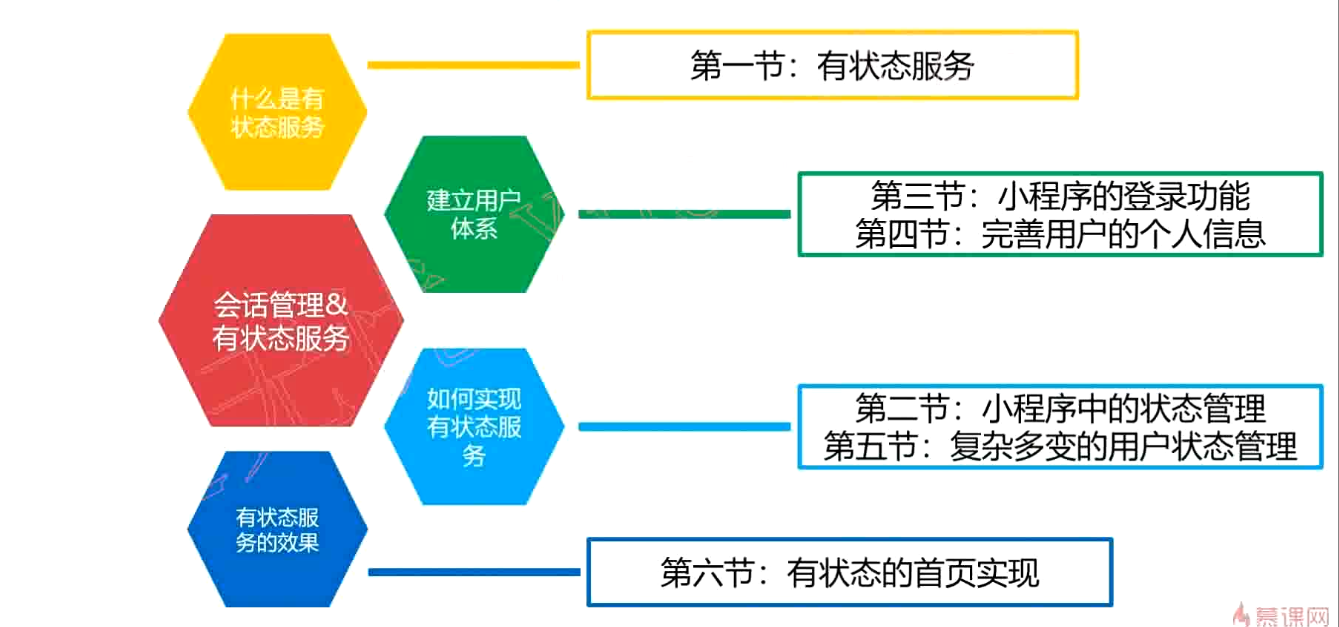 什么是有
状态服务
第一节：有状态服务
建立用户
体系
第三节：小程序的登录功能
第四节：完善用户的个人信息
会话管理&
有状态服务
如何实现
有状态服
务
第二节：小程序中的状态管理
第五节：复杂多变的用户状态管理
有状态服
务的效果
第六节：有状态的首页实现
慕课网